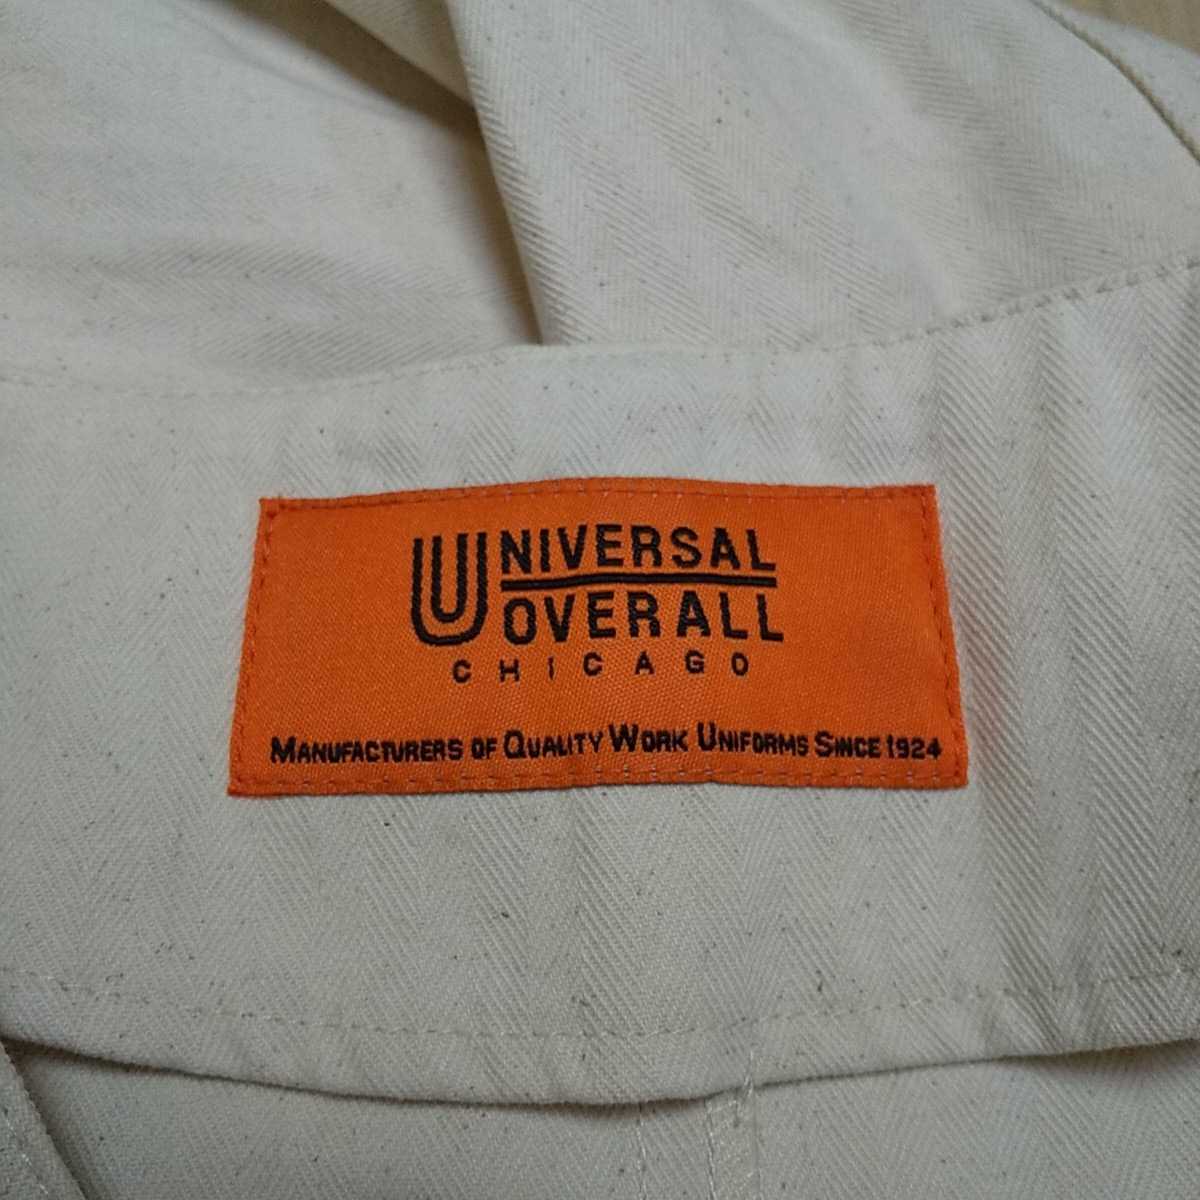 UNIVERSAL
OVERALL
CHICAGO
MANUFACTURERS OF QUALITY WORK UNIFORMS SINCE 1924